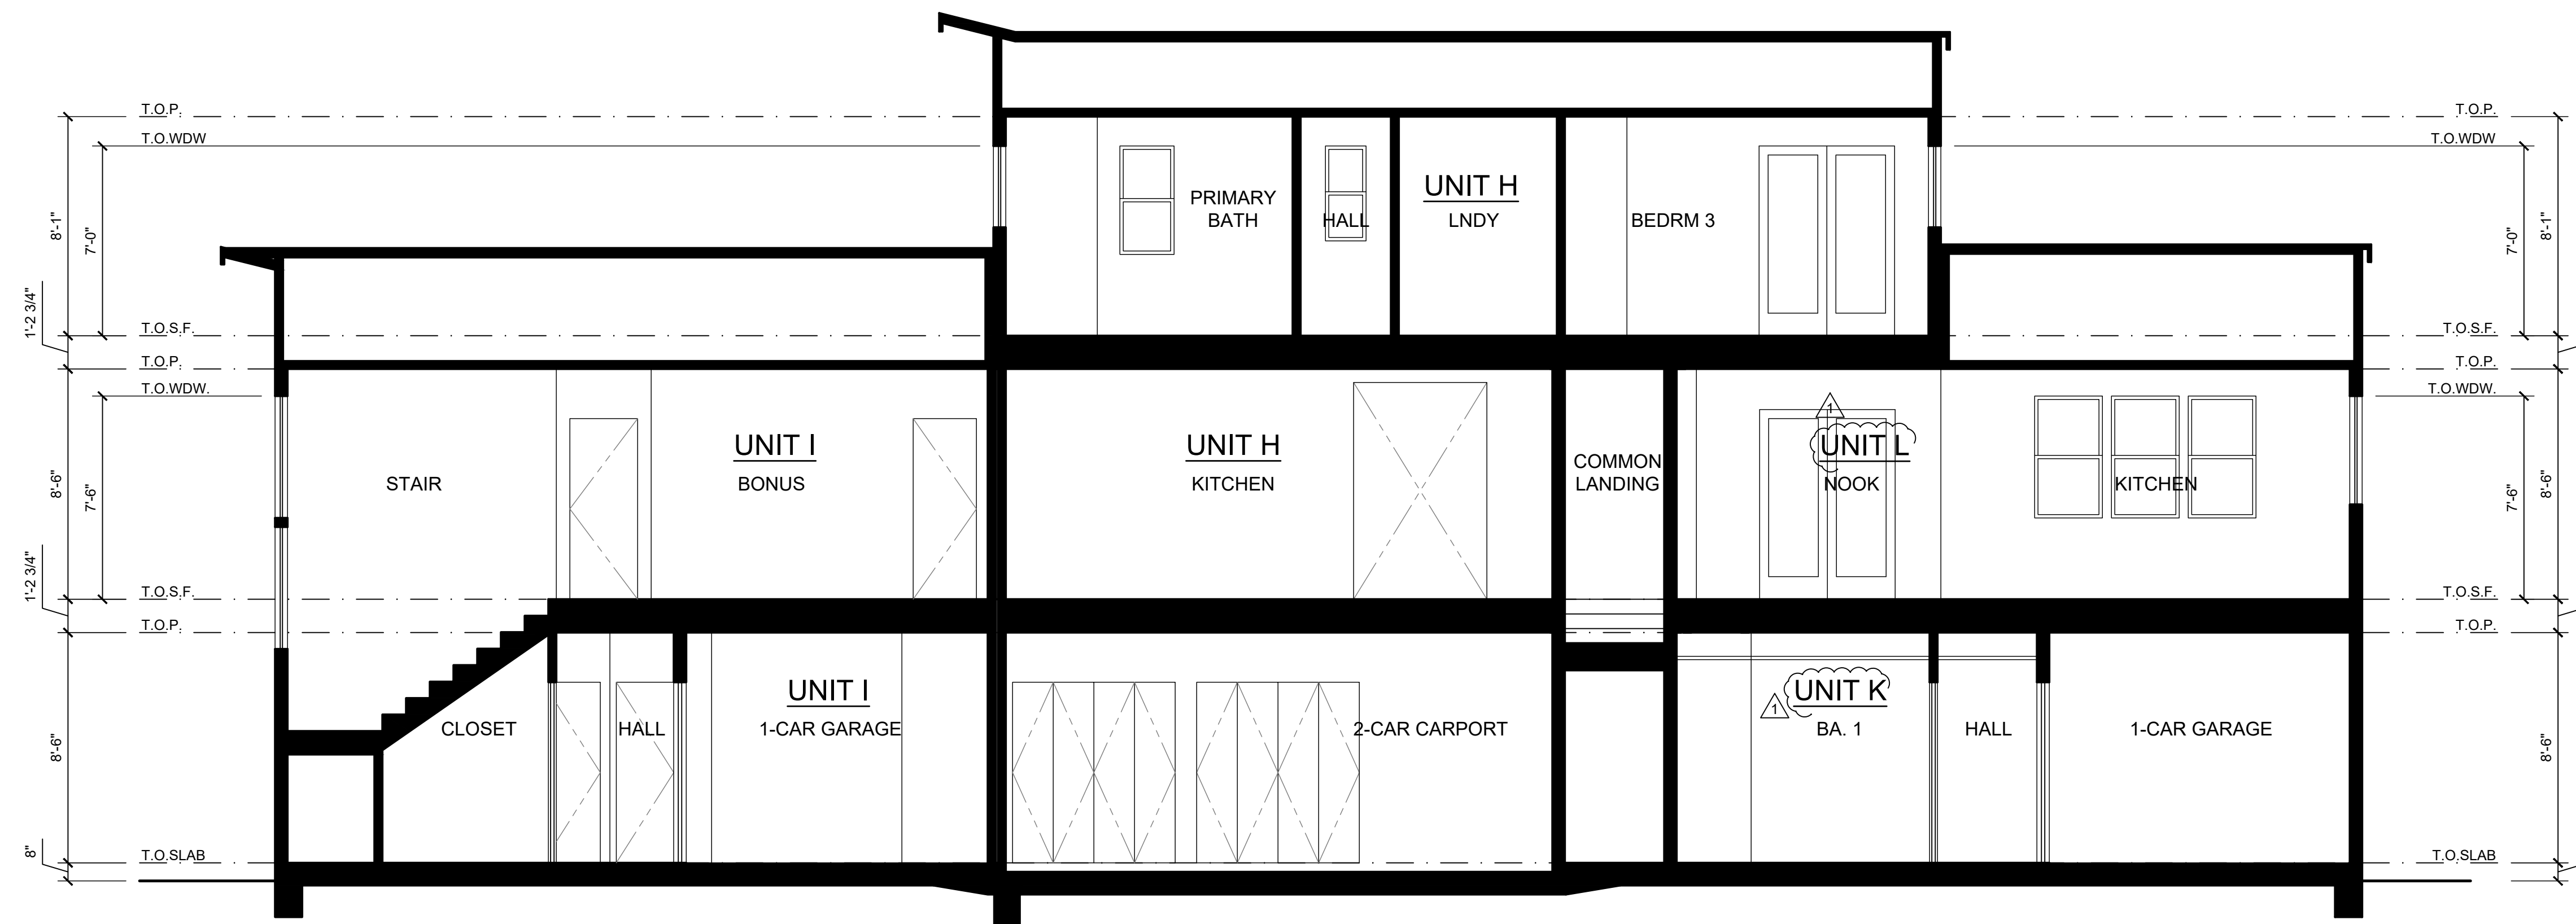 T.O.P.
T.O.P.
T.O.WDW
T.O.WDW
8'-1"
7'-0"
PRIMARY
BATH
HALL
UNIT H
LNDY
BEDRM 3
7'-0"
8'-1"
1'-2 3/4"
T.O.S.F.
T.O.S.F.
T.O.P.
T.O.P.
T.O.WDW.
T.O.WDW.
8'-6"
7'-6"
STAIR
UNIT I
BONUS
UNIT H
KITCHEN
COMMON
LANDING
1
UNIT L
NOOK
KITCHEN
7'-6"
8'-6"
1'-2 3/4"
T.O.S.F.
T.O.S.F.
T.O.P.
T.O.P.
8'-6"
CLOSET
HALL
UNIT I
1-CAR GARAGE
2-CAR CARPORT
1
UNIT K
BA. 1
HALL
1-CAR GARAGE
8'-6"
8"
T.O.SLAB
T.O.SLAB